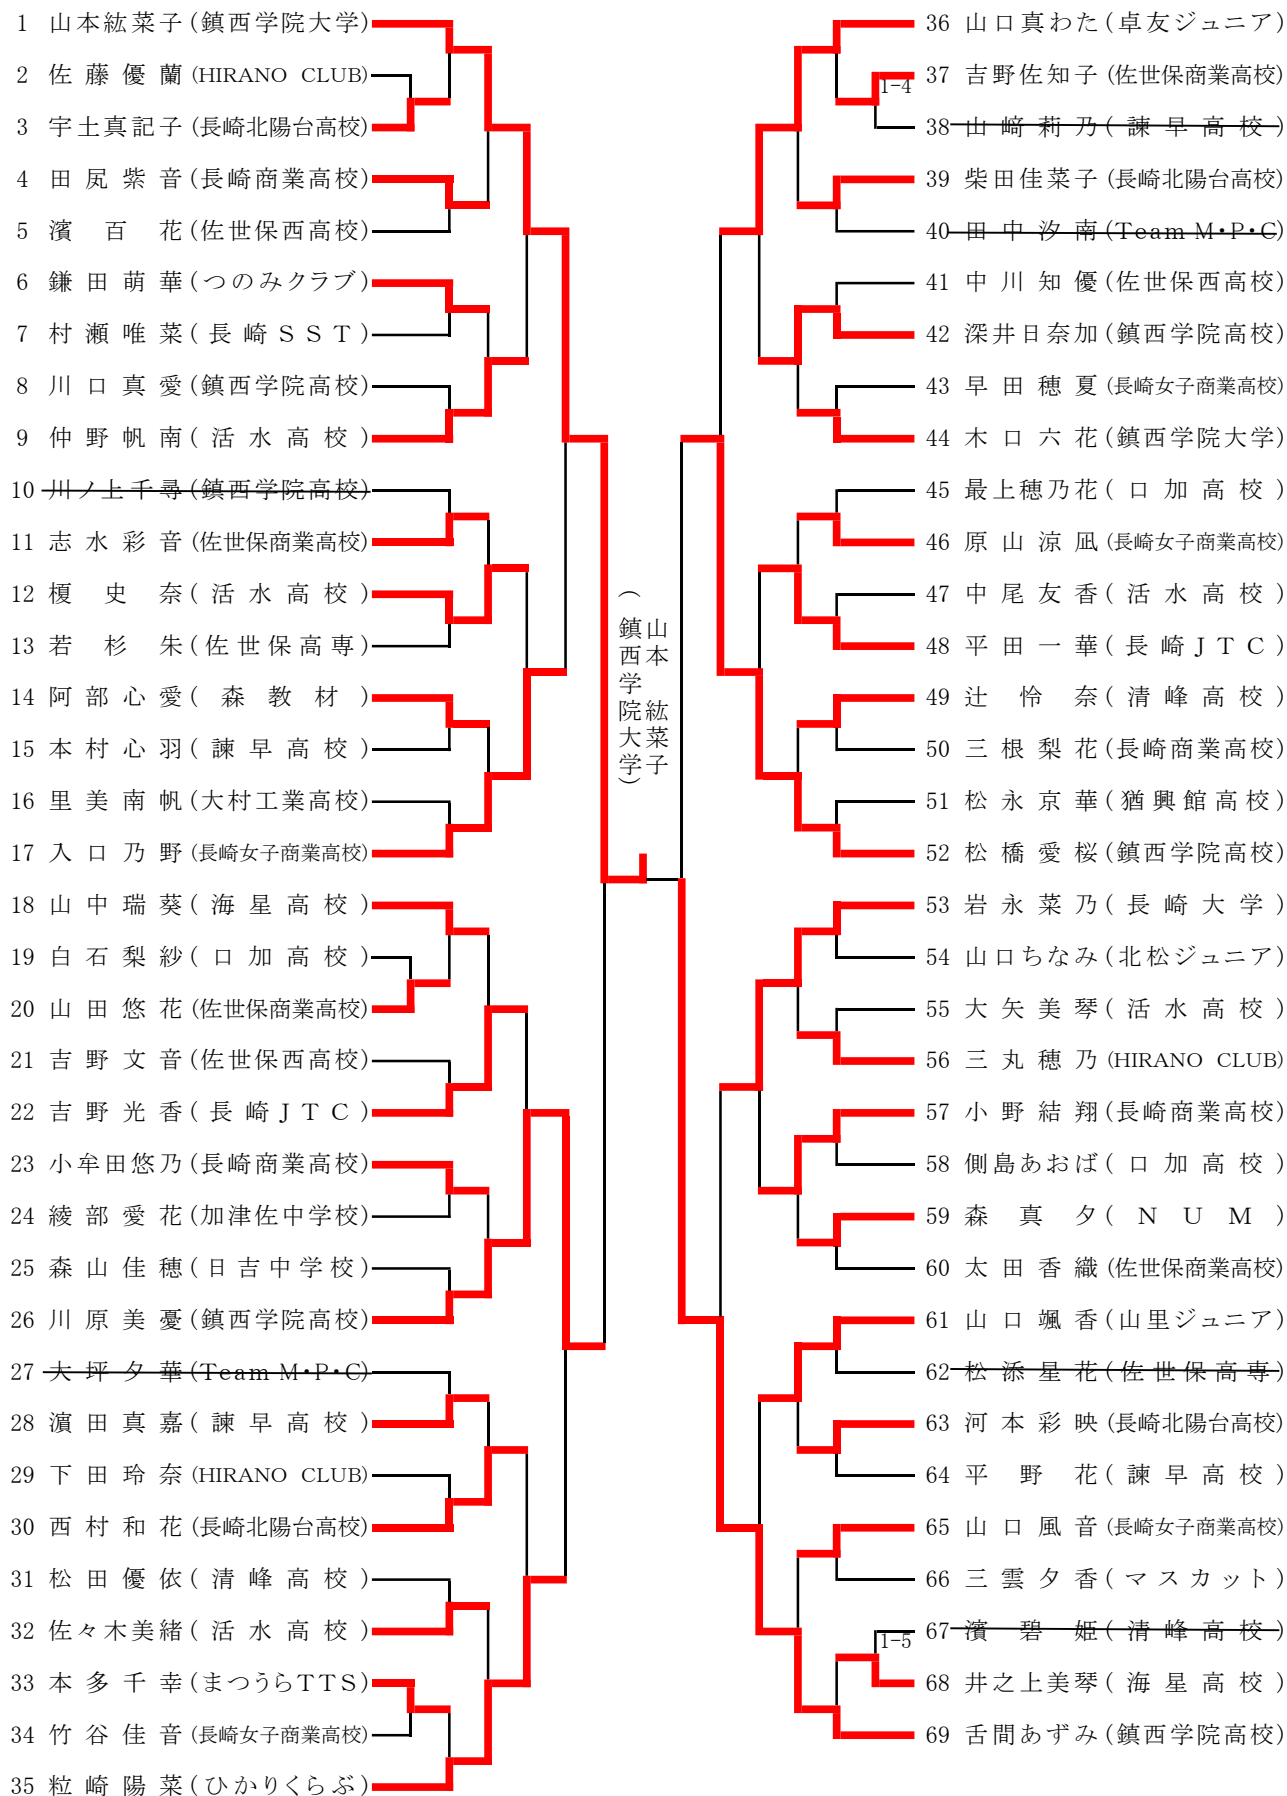 1 山本紘菜子(鎮西学院大学)
2 佐藤優蘭(HIRANO CLUB)
3 宇土真記子(長崎北陽台高校)
4 田尻紫音(長崎商業高校)
5 濱百花(佐世保西高校)
6 鎌田萌華(つのみクラブ)
7 村瀬唯菜(長崎SST)
8 川口真愛(鎮西学院高校)
9 仲野帆南(活水高校)
10 川ノ上千尋(鎮西学院高校)
11 志水彩音(佐世保商業高校)
12 榎史奈(活水高校)
13 若杉朱(佐世保高専)
14 阿部心愛(森教材)
15 本村心羽(諫早高校)
16 里美南帆(大村工業高校)
17 入口乃野(長崎女子商業高校)
18 山中瑞葵(海星高校)
19 白石梨紗(口加高校)
20 山田悠花(佐世保商業高校)
21 吉野文音(佐世保西高校)
22 吉野光香(長崎JTC)
23 小牟田悠乃(長崎商業高校)
24 綾部愛花(加津佐中学校)
25 森山佳穂(日吉中学校)
26 川原美憂(鎮西学院高校)
27 大坪夕華(Team M・P・C)
28 濵田真嘉(諫早高校)
29 下田玲奈(HIRANO CLUB)
30 西村和花(長崎北陽台高校)
31 松田優依(清峰高校)
32 佐々木美緒(活水高校)
33 本多千幸(まつうらTTS)
34 竹谷佳音(長崎女子商業高校)
35 粒崎陽菜(ひかりくらぶ)
山本 紘菜子
(鎮西学院大学)
36 山口真わた(卓友ジュニア)
1-4
37 吉野佐知子(佐世保商業高校)
38 山﨑莉乃(諫早高校)
39 柴田佳菜子(長崎北陽台高校)
40 田中汐南(Team M・P・C)
41 中川知優(佐世保西高校)
42 深井日奈加(鎮西学院高校)
43 早田穂夏(長崎女子商業高校)
44 木口六花(鎮西学院大学)
45 最上穂乃花(口加高校)
46 原山涼凪(長崎女子商業高校)
47 中尾友香(活水高校)
48 平田一華(長崎JTC)
49 辻怜奈(清峰高校)
50 三根梨花(長崎商業高校)
51 松永京華(猶興館高校)
52 松橋愛桜(鎮西学院高校)
53 岩永菜乃(長崎大学)
54 山口ちなみ(北松ジュニア)
55 大矢美琴(活水高校)
56 三丸穂乃(HIRANO CLUB)
57 小野結翔(長崎商業高校)
58 側島あおば(口加高校)
59 森真夕(NUM)
60 太田香織(佐世保商業高校)
61 山口颯香(山里ジュニア)
62 松添星花(佐世保高専)
63 河本彩映(長崎北陽台高校)
64 平野花(諫早高校)
65 山口風音(長崎女子商業高校)
66 三雲夕香(マスカット)
1-5
67 濱碧姫(清峰高校)
68 井之上美琴(海星高校)
69 舌間あずみ(鎮西学院高校)